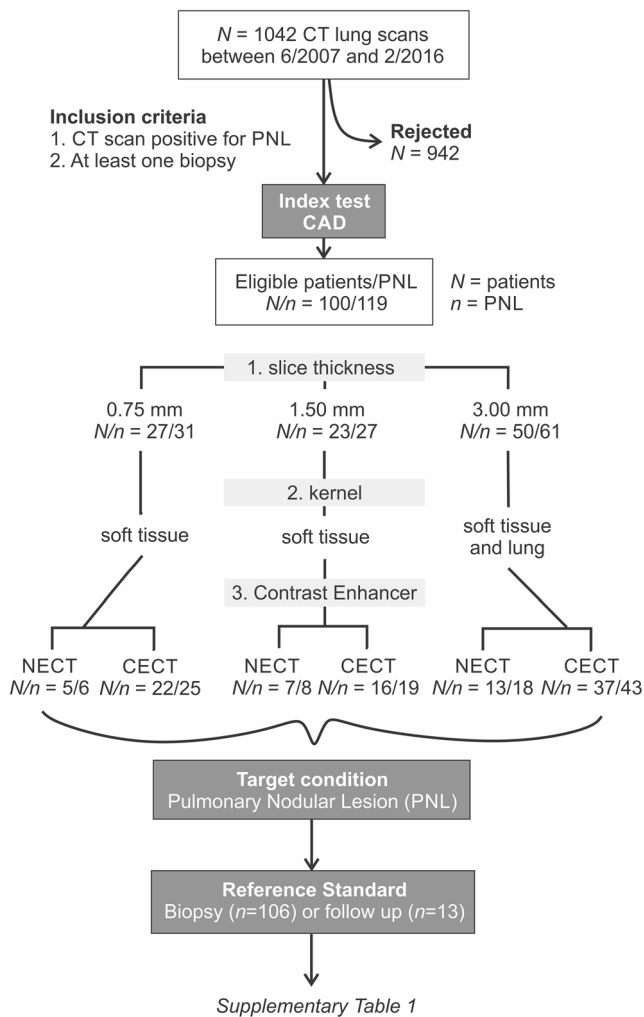 N = 1042 CT lung scans
between 6/2007 and 2/2016
Inclusion criteria
1. CT scan positive for PNL
2. At least one biopsy
Rejected
N = 942
Index test
CAD
Eligible patients/PNL
N/n = 100/119
N = patients
n = PNL
1. slice thickness
0.75 mm
N/n = 27/31
1.50 mm
N/n = 23/27
3.00 mm
N/n = 50/61
2. kernel
soft tissue
soft tissue
soft tissue
and lung
3. Contrast Enhancer
NECT
N/n = 5/6
CECT
N/n = 22/25
NECT
N/n = 7/8
CECT
N/n = 16/19
NECT
N/n = 13/18
CECT
N/n = 37/43
Target condition
Pulmonary Nodular Lesion (PNL)
Reference Standard
Biopsy (n=106) or follow up (n=13)
Supplementary Table 1